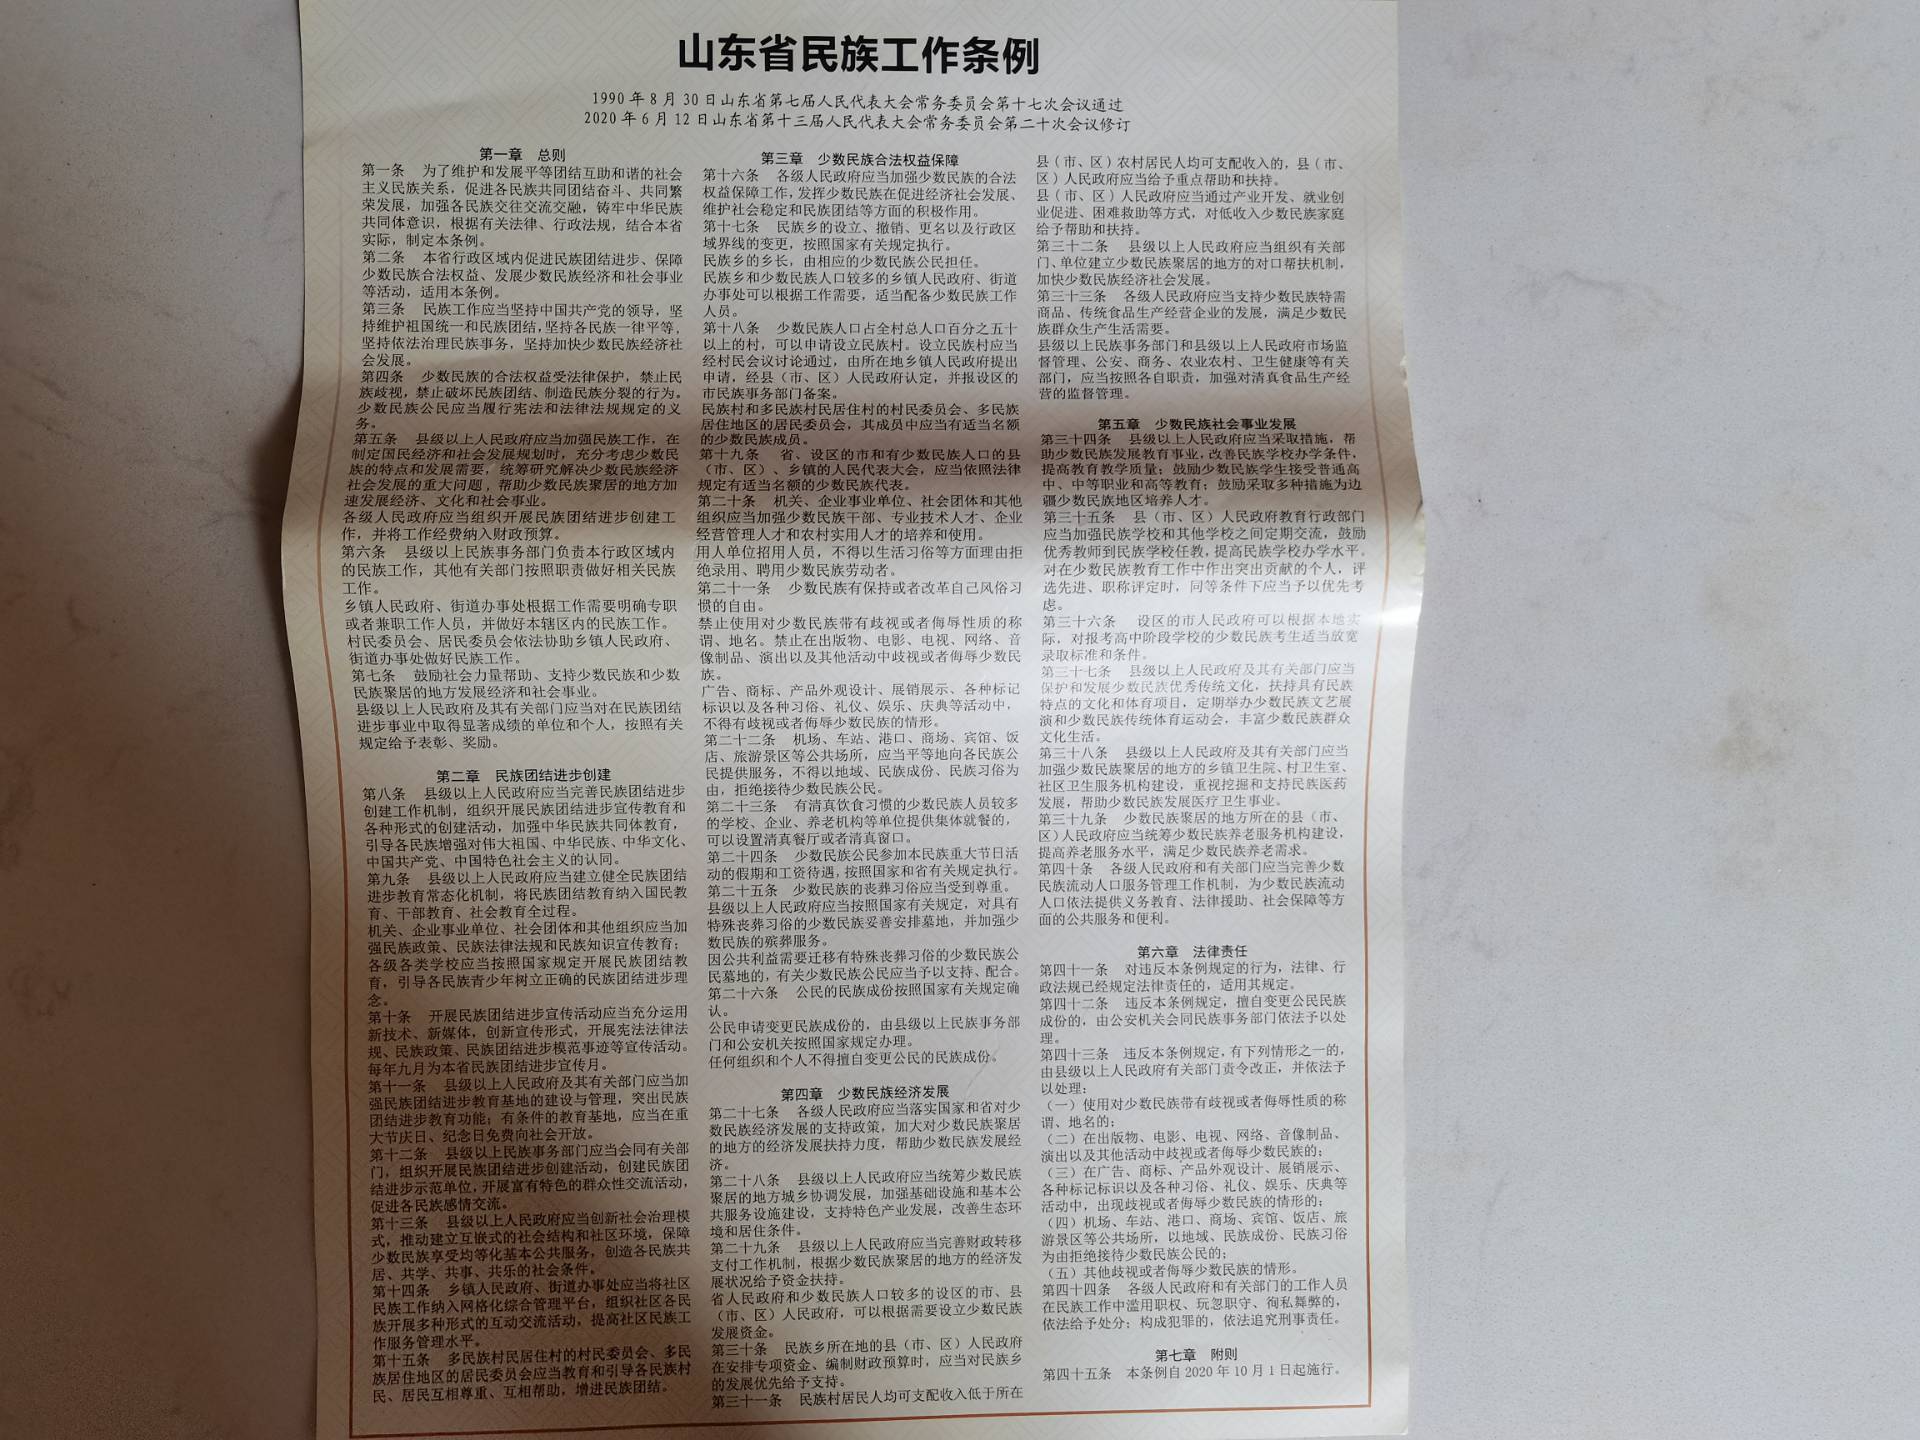 山东省民族工作条例
1990年8月30日山东省第七届人民代表大会常务委员会第十七次会议通过
2020年6月12日山东省第十三届人民代表大会常务委员会第二十次会议修订
第一章 总则
第一条 为了维护和发展平等团结互助和谐的社会
主义民族关系，促进各民族共同团结奋斗、共同繁
荣发展，加强各民族交往交流交融，铸牢中华民族
共同体意识，根据有关法律、行政法规，结合本省
实际，制定本条例。
第二条 本省行政区域内促进民族团结进步、保障
少数民族合法权益、发展少数民族经济和社会事业
等活动，适用本条例。
第三条 民族工作应当坚持中国共产党的领导，坚
持维护祖国统一和民族团结，坚持各民族一律平等，
坚持依法治理民族事务，坚持加快少数民族经济社
会发展。
第四条 少数民族的合法权益受法律保护，禁止民
族歧视，禁止破坏民族团结、制造民族分裂的行为。
少数民族公民应当履行宪法和法律法规规定的义
务。
第五条 县级以上人民政府应当加强民族工作，在
制定国民经济和社会发展规划时，充分考虑少数民
族的特点和发展需要，统筹研究解决少数民族经济
社会发展的重大问题，帮助少数民族聚居的地方加
速发展经济、文化和社会事业。
各级人民政府应当组织开展民族团结进步创建工
作，并将工作经费纳入财政预算。
第六条 县级以上民族事务部门负责本行政区域内
的民族工作，其他有关部门按照职责做好相关民族
工作。
乡镇人民政府、街道办事处根据工作需要明确专职
或者兼职工作人员，并做好本辖区内的民族工作。
村民委员会、居民委员会依法协助乡镇人民政府、
街道办事处做好民族工作。
第七条 鼓励社会力量帮助、支持少数民族和少数
民族聚居的地方发展经济和社会事业。
县级以上人民政府及其有关部门应当对在民族团结
进步事业中取得显著成绩的单位和个人，按照有关
规定给予表彰、奖励。
第二章 民族团结进步创建
第八条 县级以上人民政府应当完善民族团结进步
创建工作机制，组织开展民族团结进步宣传教育和
各种形式的创建活动，加强中华民族共同体教育，
引导各民族增强对伟大祖国、中华民族、中华文化、
中国共产党、中国特色社会主义的认同。
第九条 县级以上人民政府应当建立健全民族团结
进步教育常态化机制，将民族团结教育纳入国民教
育、干部教育、社会教育全过程。
机关、企业事业单位、社会团体和其他组织应当加
强民族政策、民族法律法规和民族知识宣传教育；
各级各类学校应当按照国家规定开展民族团结教
育，引导各民族青少年树立正确的民族团结进步理
念。
第十条 开展民族团结进步宣传活动应当充分运用
新技术、新媒体，创新宣传形式，开展宪法法律法
规、民族政策、民族团结进步模范事迹等宣传活动。
每年九月为本省民族团结进步宣传月。
第十一条 县级以上人民政府及其有关部门应当加
强民族团结进步教育基地的建设与管理，突出民族
团结进步教育功能；有条件的教育基地，应当在重
大节庆日、纪念日免费向社会开放。
第十二条 县级以上民族事务部门应当会同有关部
门，组织开展民族团结进步创建活动，创建民族团
结进步示范单位，开展富有特色的群众性交流活动，
促进各民族感情交流。
第十三条 县级以上人民政府应当创新社会治理模
式，推动建立互嵌式的社会结构和社区环境，保障
少数民族享受均等化基本公共服务，创造各民族共
居、共学、共事、共乐的社会条件。
第十四条 乡镇人民政府、街道办事处应当将社区
民族工作纳入网格化综合管理平台，组织社区各民
族开展多种形式的互动交流活动，提高社区民族工
作服务管理水平。
第十五条 多民族村民居住村的村民委员会、多民
族居住地区的居民委员会应当教育和引导各民族村
民、居民互相尊重、互相帮助，增进民族团结。
第三章 少数民族合法权益保障
第十六条 各级人民政府应当加强少数民族的合法
权益保障工作，发挥少数民族在促进经济社会发展、
维护社会稳定和民族团结等方面的积极作用。
第十七条 民族乡的设立、撤销、更名以及行政区
域界线的变更，按照国家有关规定执行。
民族乡的乡长，由相应的少数民族公民担任。
民族乡和少数民族人口较多的乡镇人民政府、街道
办事处可以根据工作需要，适当配备少数民族工作
人员。
第十八条 少数民族人口占全村总人口百分之五十
以上的村，可以申请设立民族村。设立民族村应当
经村民会议讨论通过，由所在地乡镇人民政府提出
申请，经县（市、区）人民政府认定，并报设区的
市民族事务部门备案。
民族村和多民族村民居住村的村民委员会、多民族
居住地区的居民委员会，其成员中应当有适当名额
的少数民族成员。
第十九条 省、设区的市和有少数民族人口的县
（市、区）、乡镇的人民代表大会，应当依照法律
规定有适当名额的少数民族代表。
第二十条 机关、企业事业单位、社会团体和其他
组织应当加强少数民族干部、专业技术人才、企业
经营管理人才和农村实用人才的培养和使用。
用人单位招用人员，不得以生活习俗等方面理由拒
绝录用、聘用少数民族劳动者。
第二十一条 少数民族有保持或者改革自己风俗习
惯的自由。
禁止使用对少数民族带有歧视或者侮辱性质的称
谓、地名。禁止在出版物、电影、电视、网络、音
像制品、演出以及其他活动中歧视或者侮辱少数民
族。
广告、商标、产品外观设计、展销展示、各种标记
标识以及各种习俗、礼仪、娱乐、庆典等活动中，
不得有歧视或者侮辱少数民族的情形。
第二十二条 机场、车站、港口、商场、宾馆、饭
店、旅游景区等公共场所，应当平等地向各民族公
民提供服务，不得以地域、民族成份、民族习俗为
由，拒绝接待少数民族公民。
第二十三条 有清真饮食习惯的少数民族人员较多
的学校、企业、养老机构等单位提供集体就餐的，
可以设置清真餐厅或者清真窗口。
第二十四条 少数民族公民参加本民族重大节日活
动的假期和工资待遇，按照国家和省有关规定执行。
第二十五条 少数民族的丧葬习俗应当受到尊重。
县级以上人民政府应当按照国家有关规定，对具有
特殊丧葬习俗的少数民族妥善安排墓地，并加强少
数民族的殡葬服务。
因公共利益需要迁移有特殊丧葬习俗的少数民族公
民墓地的，有关少数民族公民应当予以支持、配合。
第二十六条 公民的民族成份按照国家有关规定确
认。
公民申请变更民族成份的，由县级以上民族事务部
门和公安机关按照国家规定办理。
任何组织和个人不得擅自变更公民的民族成份。
第四章 少数民族经济发展
第二十七条 各级人民政府应当落实国家和省对少
数民族经济发展的支持政策，加大对少数民族聚居
的地方的经济发展扶持力度，帮助少数民族发展经
济。
第二十八条 县级以上人民政府应当统筹少数民族
聚居的地方城乡协调发展，加强基础设施和基本公
共服务设施建设，支持特色产业发展，改善生态环
境和居住条件。
第二十九条 县级以上人民政府应当完善财政转移
支付工作机制，根据少数民族聚居的地方的经济发
展状况给予资金扶持。
省人民政府和少数民族人口较多的设区的市、县
（市、区）人民政府，可以根据需要设立少数民族
发展资金。
第三十条 民族乡所在地的县（市、区）人民政府
在安排专项资金、编制财政预算时，应当对民族乡
的发展优先给予支持。
第三十一条 民族村居民人均可支配收入低于所在
县（市、区）农村居民人均可支配收入的，县（市、
区）人民政府应当给予重点帮助和扶持。
县（市、区）人民政府应当通过产业开发、就业创
业促进、困难救助等方式，对低收入少数民族家庭
给予帮助和扶持。
第三十二条 县级以上人民政府应当组织有关部
门、单位建立少数民族聚居的地方的对口帮扶机制，
加快少数民族经济社会发展。
第三十三条 各级人民政府应当支持少数民族特需
商品、传统食品生产经营企业的发展，满足少数民
族群众生产生活需要。
县级以上民族事务部门和县级以上人民政府市场监
督管理、公安、商务、农业农村、卫生健康等有关
部门，应当按照各自职责，加强对清真食品生产经
营的监督管理。
第五章 少数民族社会事业发展
第三十四条 县级以上人民政府应当采取措施，帮
助少数民族发展教育事业，改善民族学校办学条件，
提高教育教学质量；鼓励少数民族学生接受普通高
中、中等职业和高等教育；鼓励采取多种措施为边
疆少数民族地区培养人才。
第三十五条 县（市、区）人民政府教育行政部门
应当加强民族学校和其他学校之间定期交流，鼓励
优秀教师到民族学校任教，提高民族学校办学水平。
对在少数民族教育工作中作出突出贡献的个人，评
选先进、职称评定时，同等条件下应当予以优先考
虑。
第三十六条 设区的市人民政府可以根据本地实
际，对报考高中阶段学校的少数民族考生适当放宽
录取标准和条件。
第三十七条 县级以上人民政府及其有关部门应当
保护和发展少数民族优秀传统文化，扶持具有民族
特点的文化和体育项目，定期举办少数民族文艺展
演和少数民族传统体育运动会，丰富少数民族群众
文化生活。
第三十八条 县级以上人民政府及其有关部门应当
加强少数民族聚居的地方的乡镇卫生院、村卫生室、
社区卫生服务机构建设，重视挖掘和支持民族医药
发展，帮助少数民族发展医疗卫生事业。
第三十九条 少数民族聚居的地方所在的县（市、
区）人民政府应当统筹少数民族养老服务机构建设，
提高养老服务水平，满足少数民族养老需求。
第四十条 各级人民政府和有关部门应当完善少数
民族流动人口服务管理工作机制，为少数民族流动
人口依法提供义务教育、法律援助、社会保障等方
面的公共服务和便利。
第六章 法律责任
第四十一条 对违反本条例规定的行为，法律、行
政法规已经规定法律责任的，适用其规定。
第四十二条 违反本条例规定，擅自变更公民民族
成份的，由公安机关会同民族事务部门依法予以处
理。
第四十三条 违反本条例规定，有下列情形之一的，
由县级以上人民政府有关部门责令改正，并依法予
以处理：
（一）使用对少数民族带有歧视或者侮辱性质的称
谓、地名的；
（二）在出版物、电影、电视、网络、音像制品、
演出以及其他活动中歧视或者侮辱少数民族的；
（三）在广告、商标、产品外观设计、展销展示、
各种标记标识以及各种习俗、礼仪、娱乐、庆典等
活动中，出现歧视或者侮辱少数民族的情形的；
（四）机场、车站、港口、商场、宾馆、饭店、旅
游景区等公共场所，以地域、民族成份、民族习俗
为由拒绝接待少数民族公民的；
（五）其他歧视或者侮辱少数民族的情形。
第四十四条 各级人民政府和有关部门的工作人员
在民族工作中滥用职权、玩忽职守、徇私舞弊的，
依法给予处分；构成犯罪的，依法追究刑事责任。
第七章 附则
第四十五条 本条例自2020年10月1日起施行。